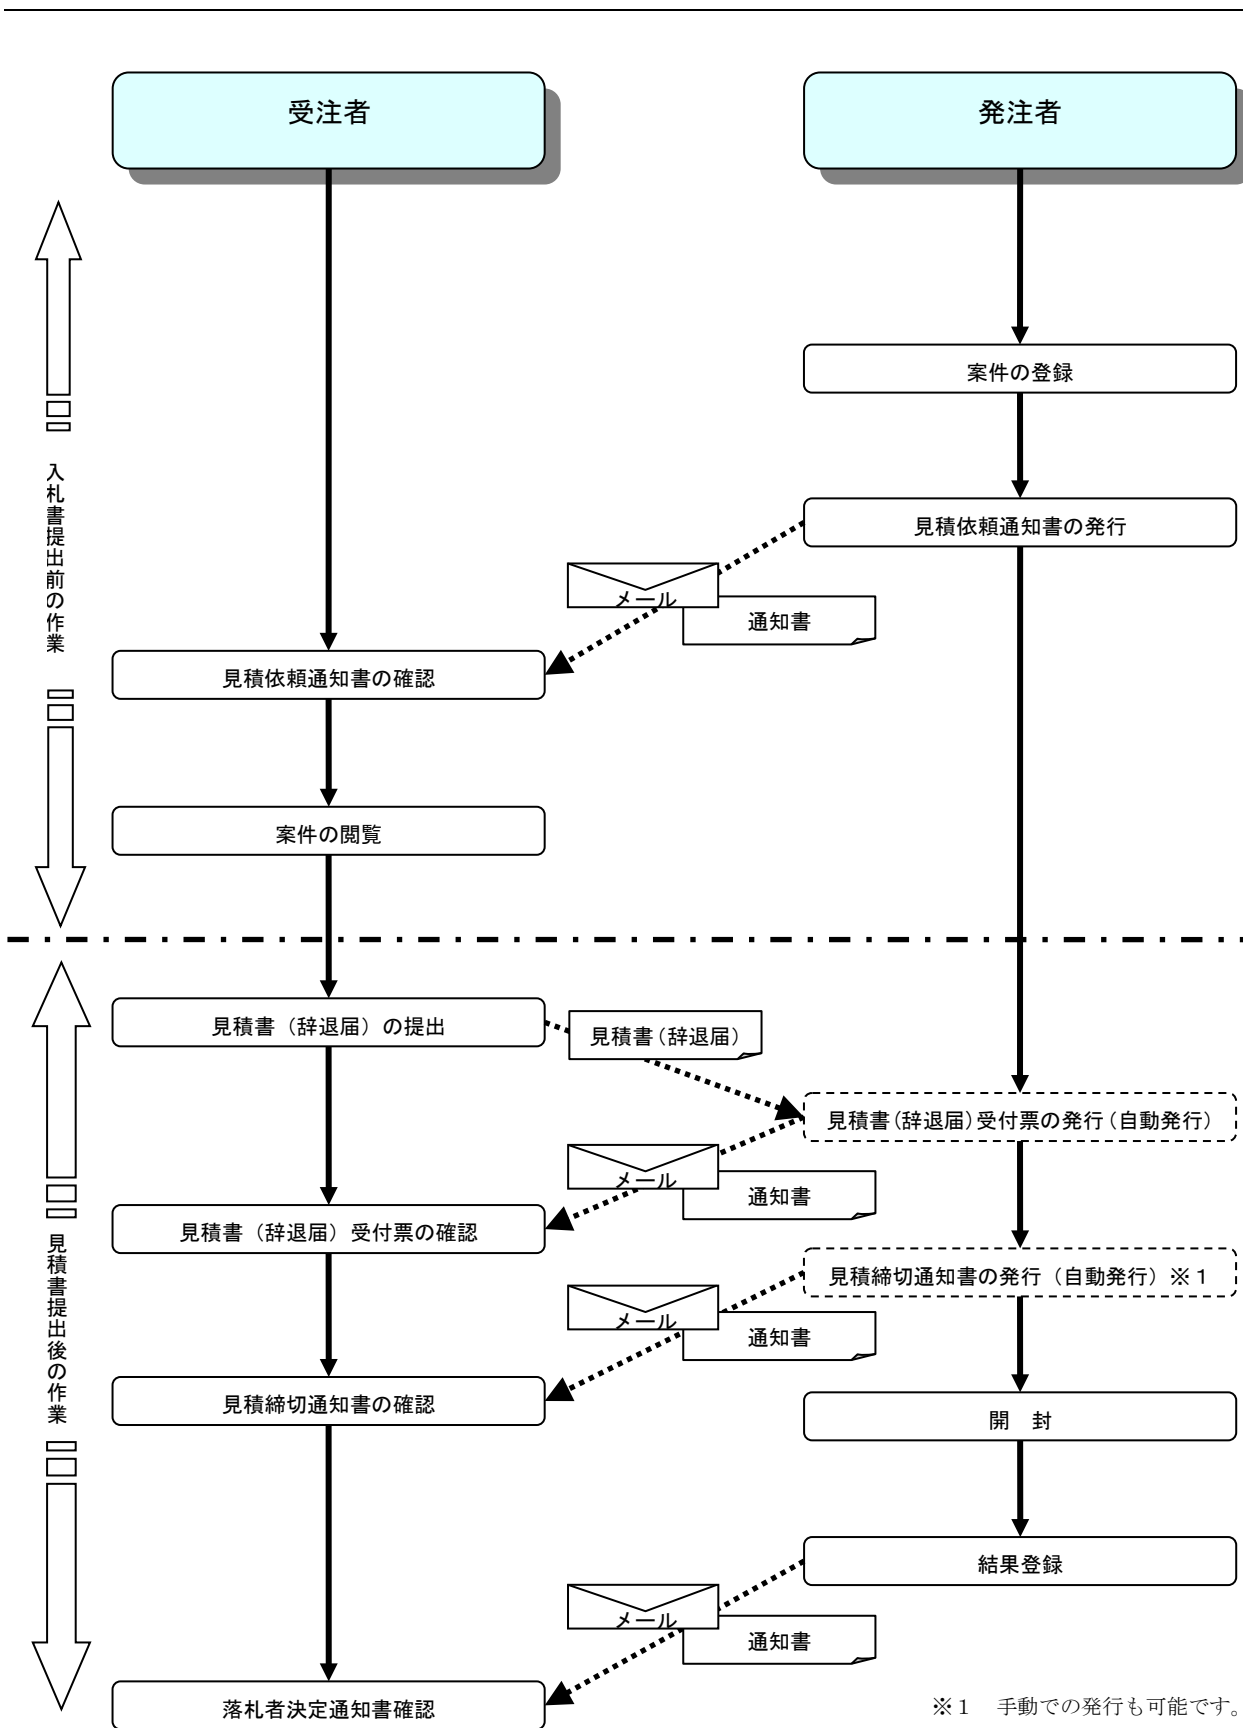 受注者
発注者
案件の登録
入札書提出前の作業
見積依頼通知書の発行
メール
通知書
見積依頼通知書の確認
案件の閲覧
見積書（辞退届）の提出
見積書（辞退届）
見積書（辞退届）受付票の発行（自動発行）
メール
通知書
見積書（辞退届）受付票の確認
見積書提出後の作業
見積締切通知書の発行（自動発行）※１
メール
通知書
見積締切通知書の確認
開　封
結果登録
メール
通知書
落札者決定通知書確認
※１　手動での発行も可能です。